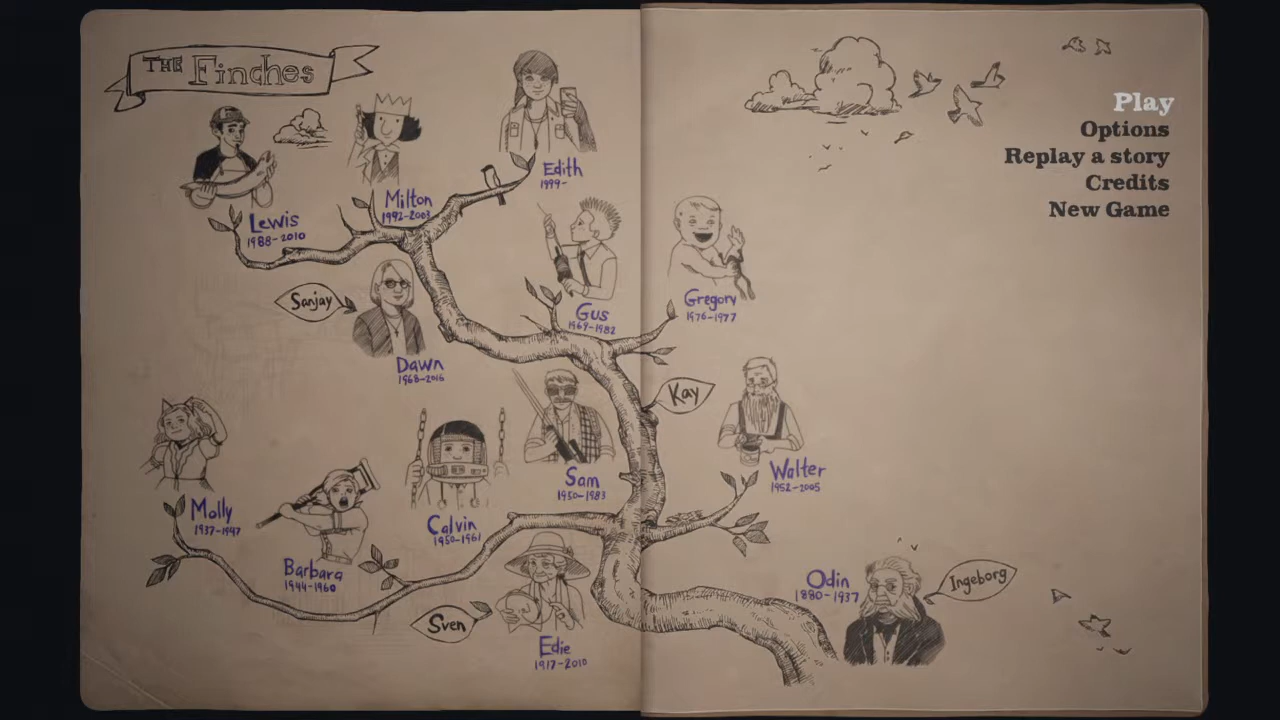 THE Finches
Edith
1999-
Milton
1992-2003
Lewis
1988-2010
Sanjay
Dawn
1968-2016
Gus
1969-1982
Gregory
1976-1977
Kay
Sam
1950-1983
Walter
1952-2005
Molly
1937-1947
Barbara
1944-1960
Calvin
1950-1961
Sven
Edie
1917-2010
Odin
1880-1937
Ingeborg
Play
Options
Replay a story
Credits
New Game